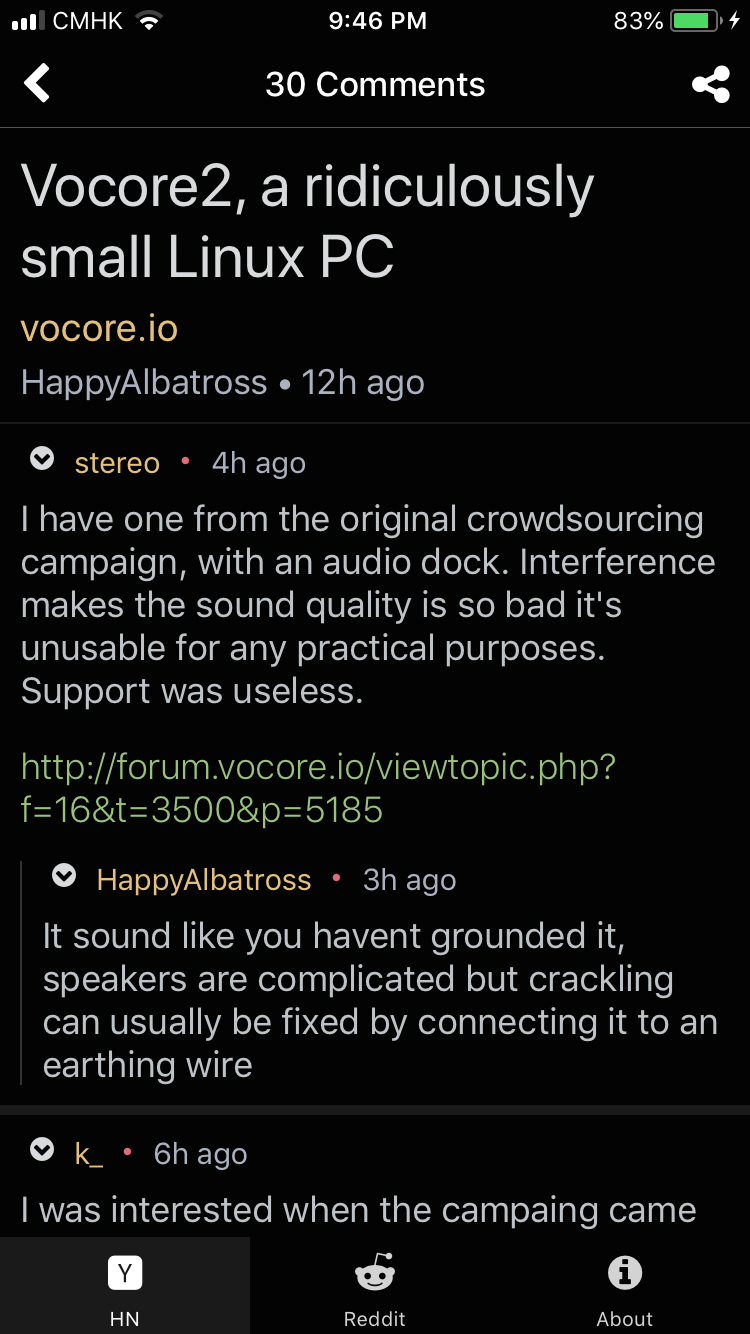 CMHK 9:46 PM 83%
30 Comments
Vocore2, a ridiculously
small Linux PC
vocore.io
HappyAlbatross • 12h ago
stereo • 4h ago
I have one from the original crowdsourcing
campaign, with an audio dock. Interference
makes the sound quality is so bad it's
unusable for any practical purposes.
Support was useless.
http://forum.vocore.io/viewtopic.php?
f=16&t=3500&p=5185
HappyAlbatross • 3h ago
It sound like you havent grounded it,
speakers are complicated but crackling
can usually be fixed by connecting it to an
earthing wire
k_ • 6h ago
I was interested when the campaing came
Y
HN Reddit About